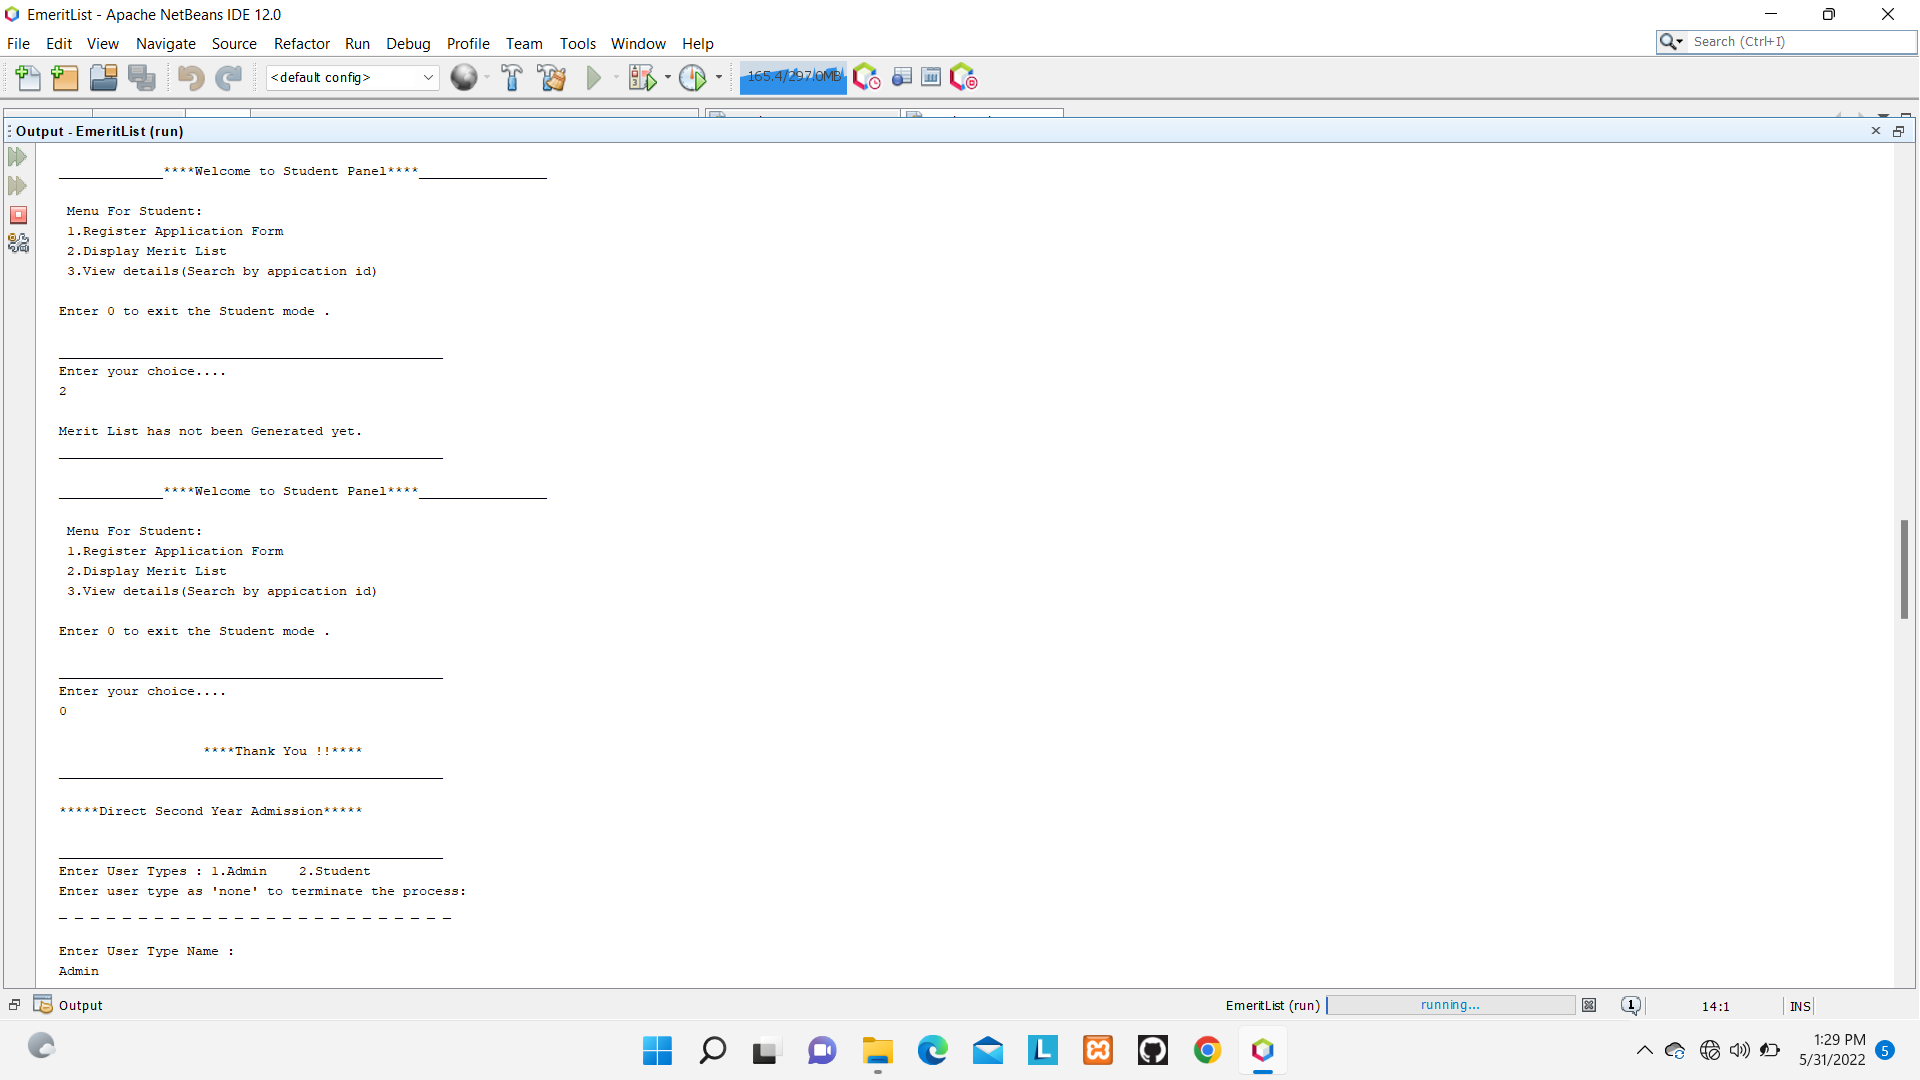 EmeritList - Apache NetBeans IDE 12.0
File Edit View Navigate Source Refactor Run Debug Profile Team Tools Window Help
Search (Ctrl+I)
<default config>
165.4/297.0MB
Output - EmeritList (run)
_____________****Welcome to Student Panel****________________
Menu For Student:
1.Register Application Form
2.Display Merit List
3.View details(Search by appication id)
Enter 0 to exit the Student mode .
________________________________________________
Enter your choice....
2
Merit List has not been Generated yet.
________________________________________________
_____________****Welcome to Student Panel****________________
Menu For Student:
1.Register Application Form
2.Display Merit List
3.View details(Search by appication id)
Enter 0 to exit the Student mode .
________________________________________________
Enter your choice....
0
****Thank You !!****
________________________________________________
*****Direct Second Year Admission*****
________________________________________________
Enter User Types : 1.Admin    2.Student
Enter user type as 'none' to terminate the process:
_ _ _ _ _ _ _ _ _ _ _ _ _ _ _ _ _ _ _ _ _ _ _ _ _
Enter User Type Name :
Admin
Output
EmeritList (run)
running...
1
14:1
INS
L
1:29 PM
5/31/2022
5